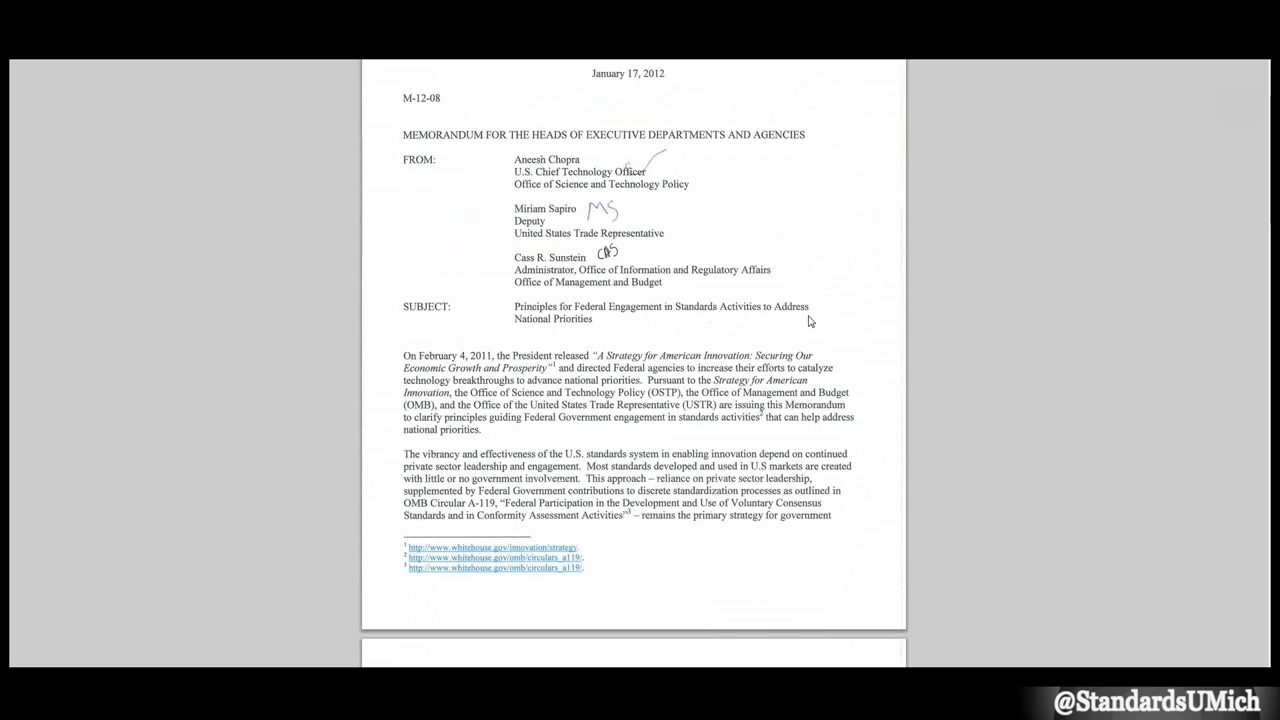 January 17, 2012
M-12-08
MEMORANDUM FOR THE HEADS OF EXECUTIVE DEPARTMENTS AND AGENCIES
FROM: Aneesh Chopra
U.S. Chief Technology Officer
Office of Science and Technology Policy
Miriam Sapiro MS
Deputy
United States Trade Representative
Cass R. Sunstein CRS
Administrator, Office of Information and Regulatory Affairs
Office of Management and Budget
SUBJECT: Principles for Federal Engagement in Standards Activities to Address
National Priorities
On February 4, 2011, the President released “A Strategy for American Innovation: Securing Our
Economic Growth and Prosperity”1 and directed Federal agencies to increase their efforts to catalyze
technology breakthroughs to advance national priorities. Pursuant to the Strategy for American
Innovation, the Office of Science and Technology Policy (OSTP), the Office of Management and Budget
(OMB), and the Office of the United States Trade Representative (USTR) are issuing this Memorandum
to clarify principles guiding Federal Government engagement in standards activities2 that can help address
national priorities.
The vibrancy and effectiveness of the U.S. standards system in enabling innovation depend on continued
private sector leadership and engagement. Most standards developed and used in U.S markets are created
with little or no government involvement. This approach – reliance on private sector leadership,
supplemented by Federal Government contributions to discrete standardization processes as outlined in
OMB Circular A-119, “Federal Participation in the Development and Use of Voluntary Consensus
Standards and in Conformity Assessment Activities”3 – remains the primary strategy for government
1 http://www.whitehouse.gov/innovation/strategy.
2 http://www.whitehouse.gov/omb/circulars_a119/.
3 http://www.whitehouse.gov/omb/circulars_a119/.
@StandardsUMich